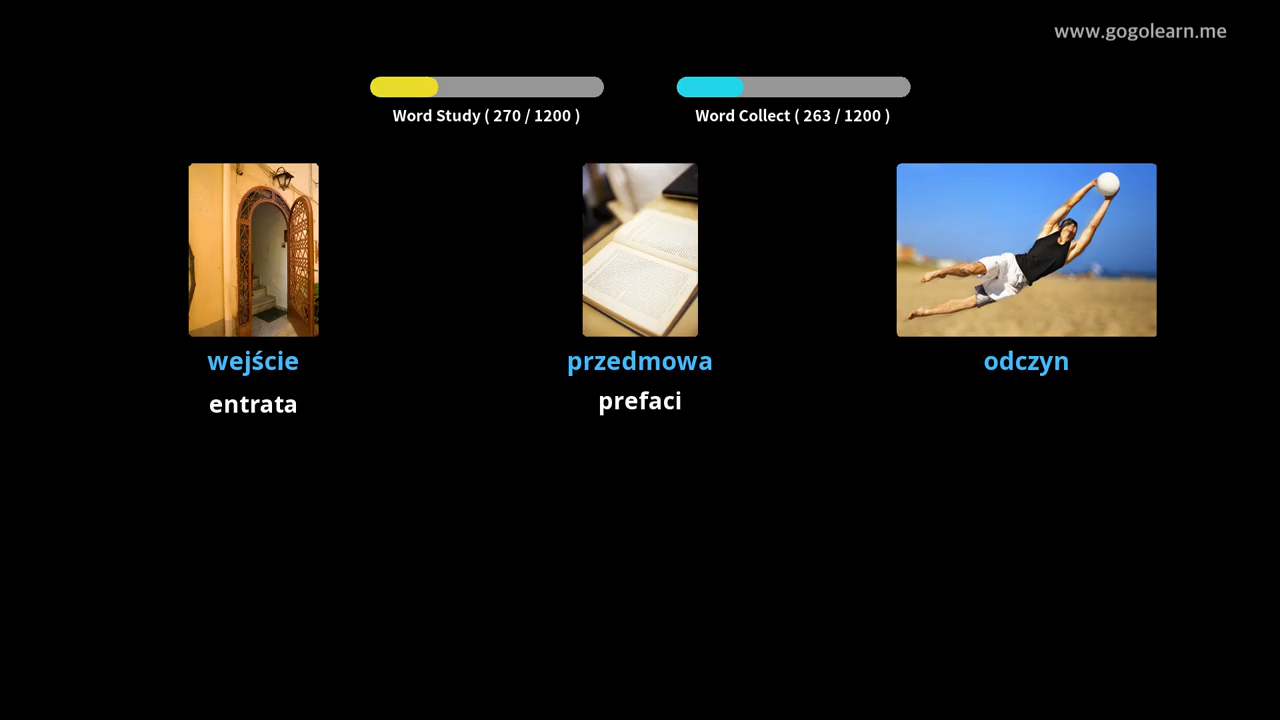 www.gogolearn.me
Word Study ( 270 / 1200 )
Word Collect ( 263 / 1200 )
wejście
przedmowa
odczyn
entrata
prefaci